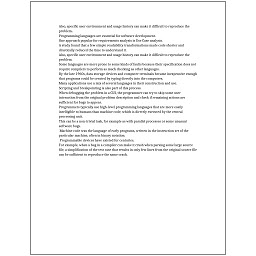 Also, specific user environment and usage history can make it difficult to reproduce the
problem.
Programming languages are essential for software development.
One approach popular for requirements analysis is Use Case analysis.
A study found that a few simple readability transformations made code shorter and
drastically reduced the time to understand it.
Also, specific user environment and usage history can make it difficult to reproduce the
problem.
Some languages are more prone to some kinds of faults because their specification does not
require compilers to perform as much checking as other languages.
By the late 1960s, data storage devices and computer terminals became inexpensive enough
that programs could be created by typing directly into the computers.
Many applications use a mix of several languages in their construction and use.
Scripting and breakpointing is also part of this process.
When debugging the problem in a GUI, the programmer can try to skip some user
interaction from the original problem description and check if remaining actions are
sufficient for bugs to appear.
Programmers typically use high-level programming languages that are more easily
intelligible to humans than machine code, which is directly executed by the central
processing unit.
This can be a non-trivial task, for example as with parallel processes or some unusual
software bugs.
Machine code was the language of early programs, written in the instruction set of the
particular machine, often in binary notation.
Programmable devices have existed for centuries.
For example, when a bug in a compiler can make it crash when parsing some large source
file, a simplification of the test case that results in only few lines from the original source file
can be sufficient to reproduce the same crash.